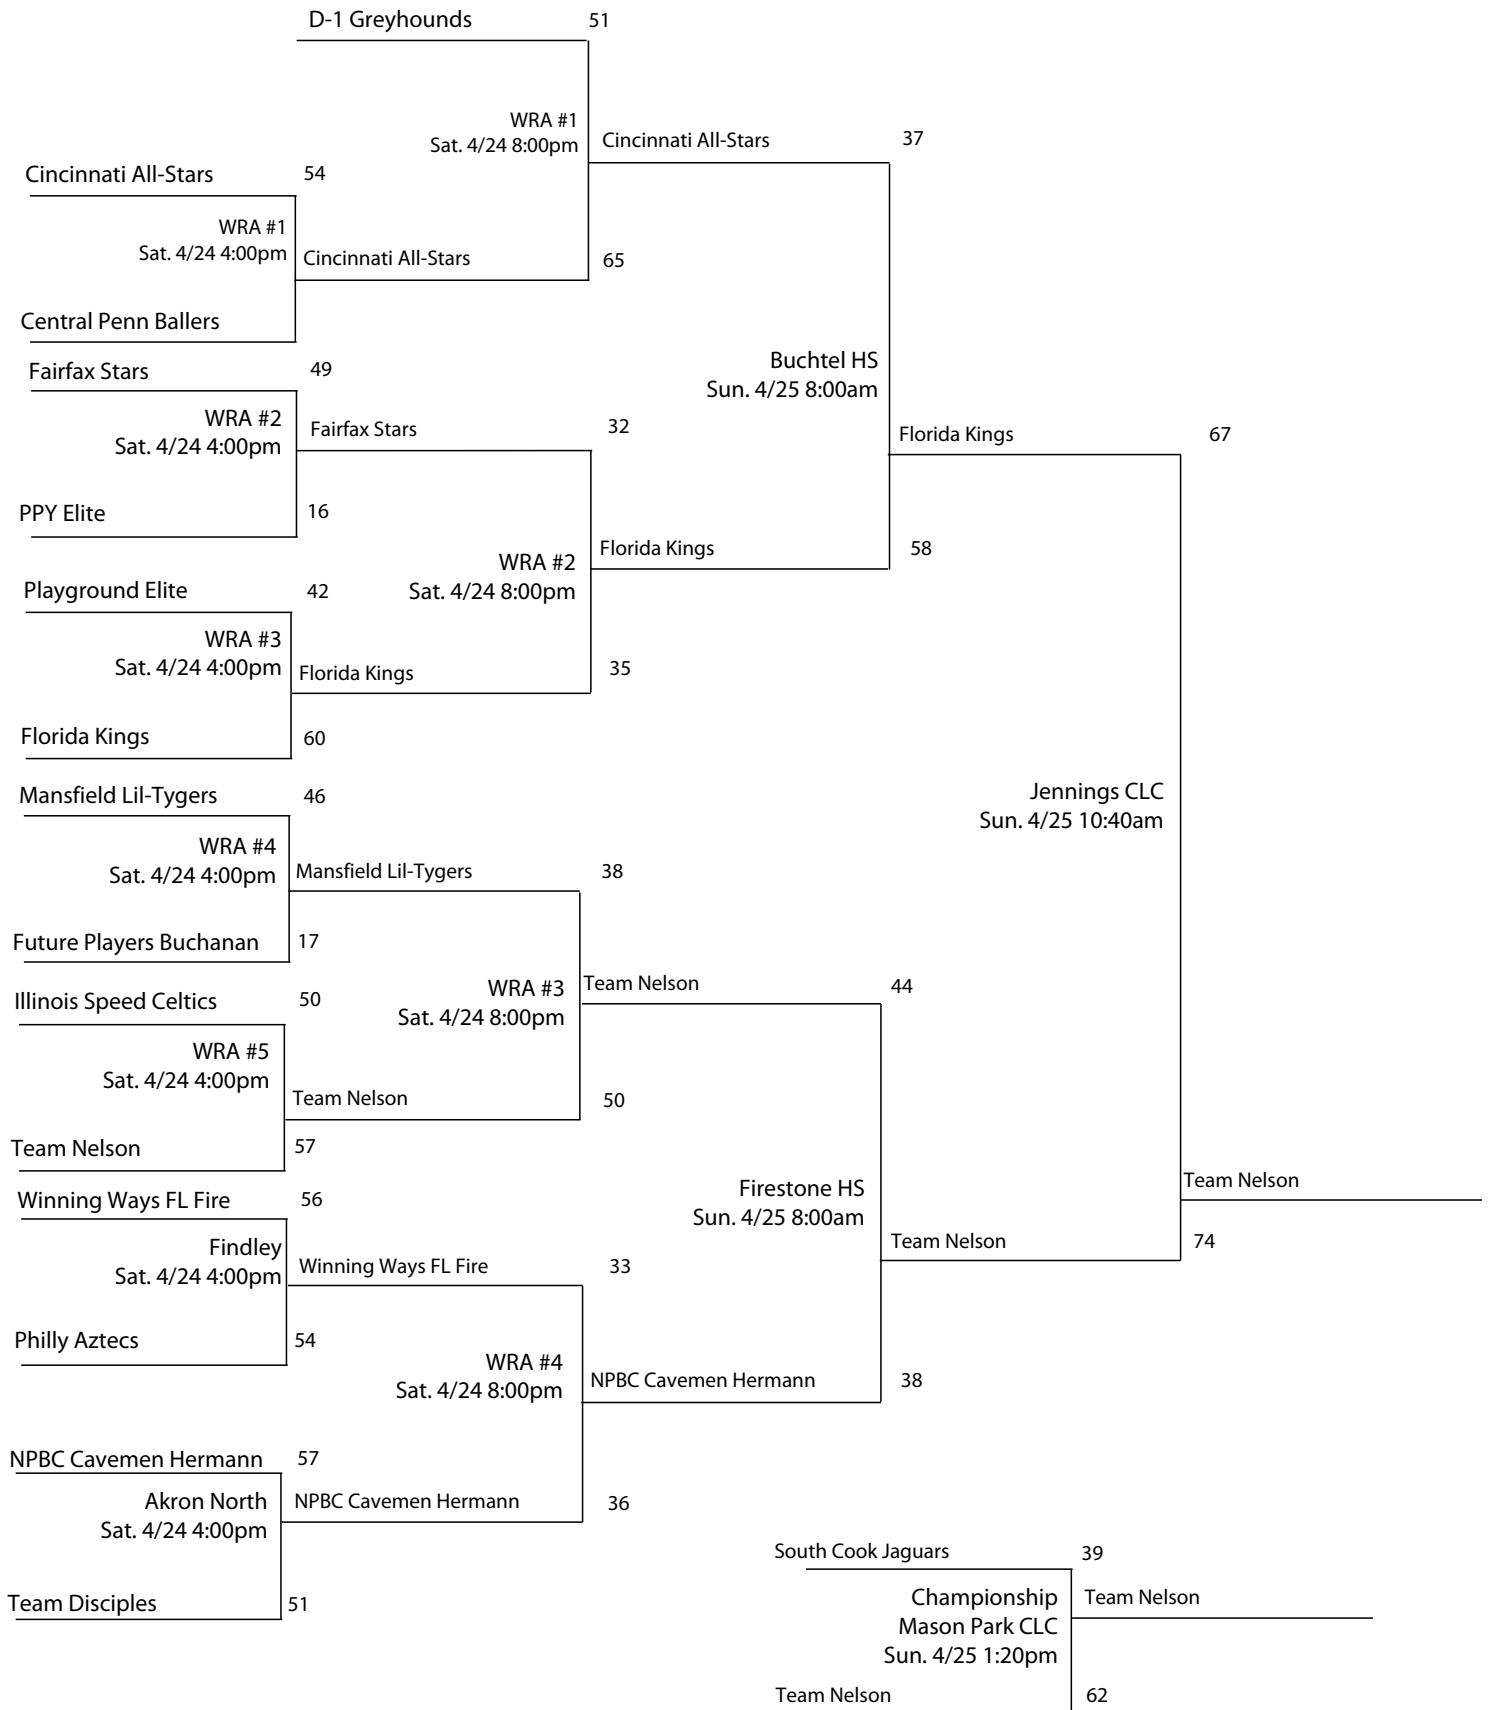 D-1 Greyhounds 51
WRA #1
Sat. 4/24 8:00pm
Cincinnati All-Stars 37
Cincinnati All-Stars 54
WRA #1
Sat. 4/24 4:00pm
Cincinnati All-Stars 65
Central Penn Ballers
Fairfax Stars 49
WRA #2
Sat. 4/24 4:00pm
Fairfax Stars 32
PPY Elite 16
Buchtel HS
Sun. 4/25 8:00am
Florida Kings 67
WRA #2
Sat. 4/24 8:00pm
Florida Kings 58
Playground Elite 42
WRA #3
Sat. 4/24 4:00pm
Florida Kings 35
Florida Kings 60
Jennings CLC
Sun. 4/25 10:40am
Mansfield Lil-Tygers 46
WRA #4
Sat. 4/24 4:00pm
Mansfield Lil-Tygers 38
Future Players Buchanan 17
WRA #3
Sat. 4/24 8:00pm
Team Nelson 44
Illinois Speed Celtics 50
WRA #5
Sat. 4/24 4:00pm
Team Nelson 50
Team Nelson 57
Firestone HS
Sun. 4/25 8:00am
Team Nelson
Team Nelson 74
Winning Ways FL Fire 56
Findley
Sat. 4/24 4:00pm
Winning Ways FL Fire 33
Philly Aztecs 54
WRA #4
Sat. 4/24 8:00pm
NPBC Cavemen Hermann 38
NPBC Cavemen Hermann 57
Akron North
Sat. 4/24 4:00pm
NPBC Cavemen Hermann 36
Team Disciples 51
South Cook Jaguars 39
Championship
Mason Park CLC
Sun. 4/25 1:20pm
Team Nelson
Team Nelson 62